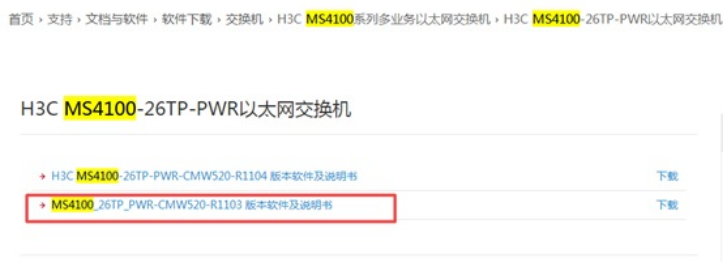 首页 › 支持 › 文档与软件 › 软件下载 › 交换机 › H3C MS4100系列多业务以太网交换机 › H3C MS4100-26TP-PWR以太网交换机
H3C MS4100-26TP-PWR以太网交换机
H3C MS4100-26TP-PWR-CMW520-R1104 版本软件及说明书 下载
MS4100_26TP_PWR-CMW520-R1103 版本软件及说明书 下载